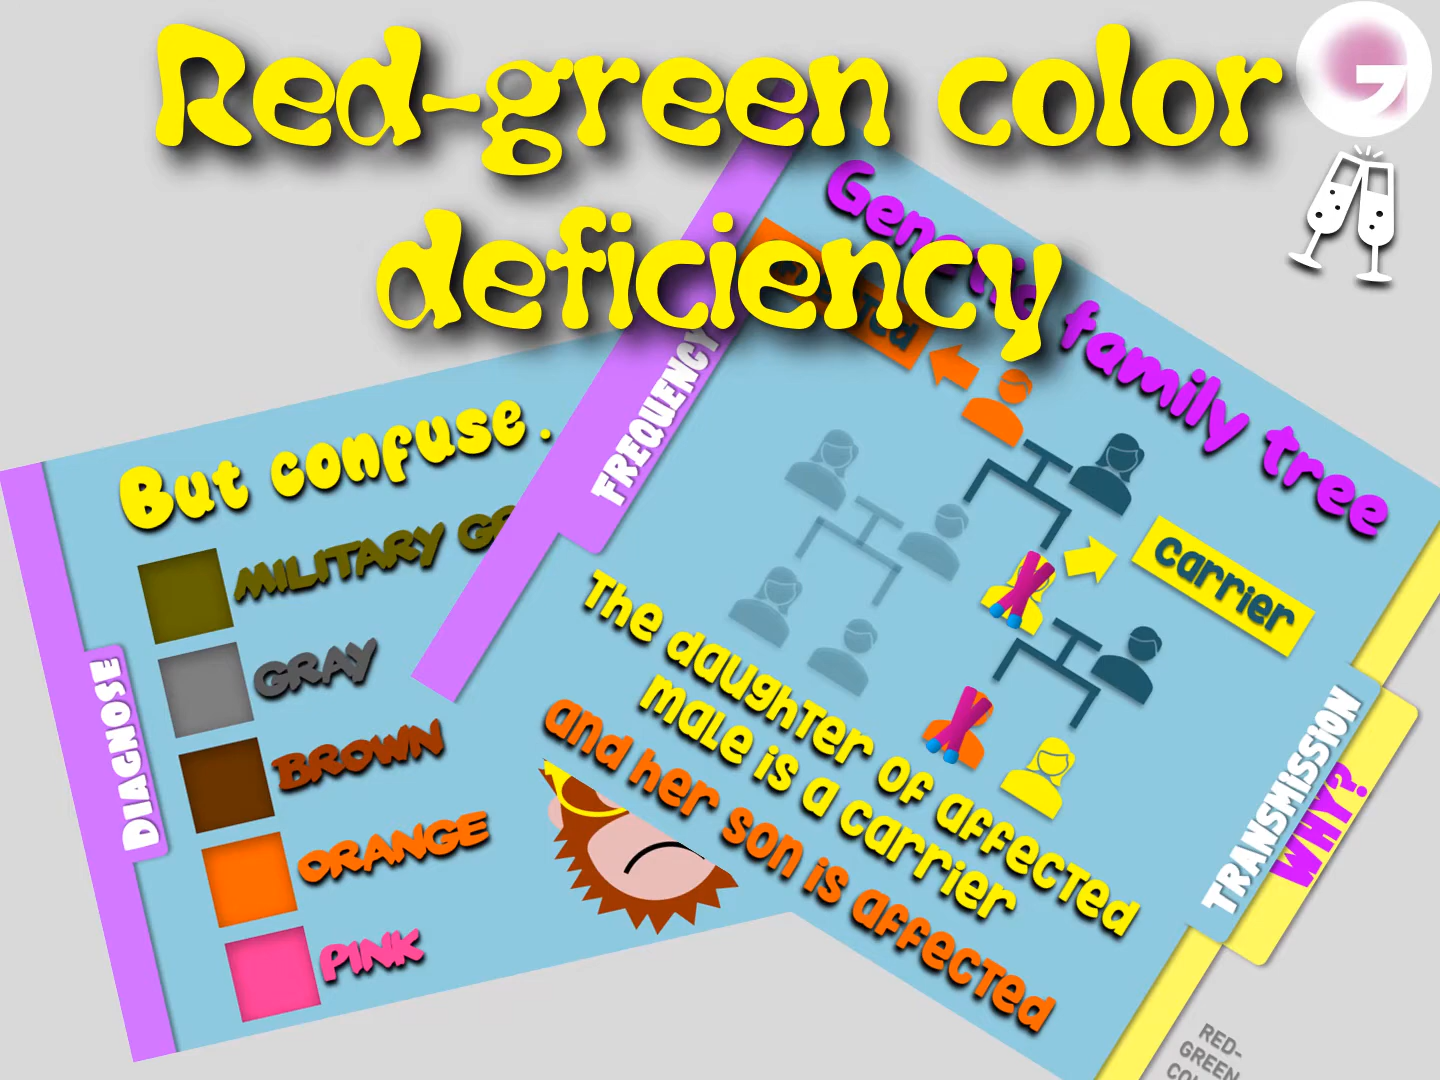 Red-green color
deficiency
Genetic family tree
FREQUENCY
But confuse.
MILITARY
GRAY
BROWN
ORANGE
PINK
DIAGNOSE
carrier
The daughter of affected
male is a carrier
and her son is affected
TRANSMISSION
WHY?
RED-
GREEN